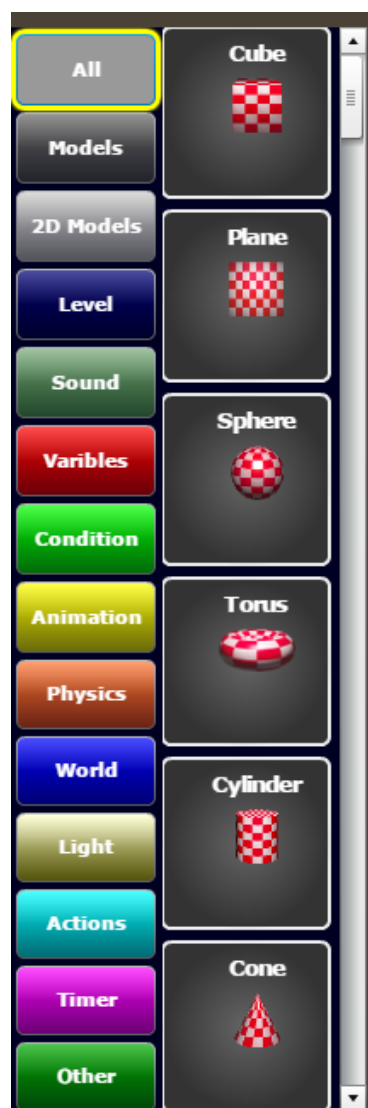 All
Models
2D Models
Level
Sound
Varibles
Condition
Animation
Physics
World
Light
Actions
Timer
Other
Cube
Plane
Sphere
Torus
Cylinder
Cone